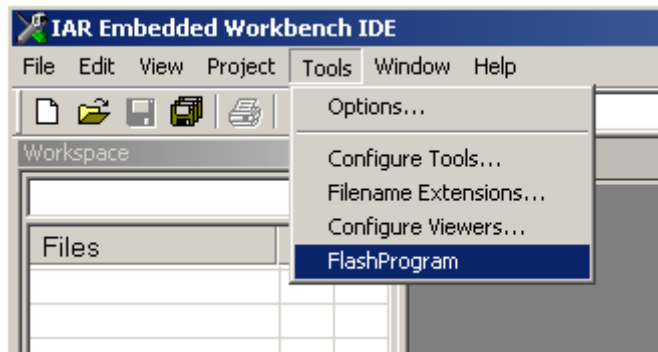 IAR Embedded Workbench IDE
File Edit View Project Tools Window Help
Options...
Workspace
Configure Tools...
Filename Extensions...
Configure Viewers...
Files
FlashProgram